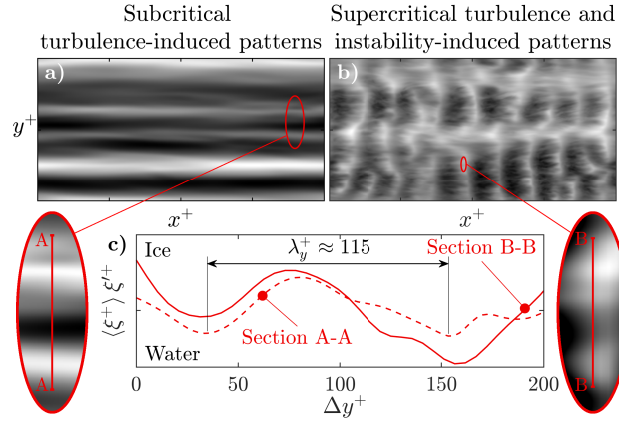 Subcritical
turbulence-induced patterns
Supercritical turbulence and
instability-induced patterns
a)
b)
y⁺
x⁺
x⁺
A
A
c)
Ice
λ_y⁺ ≈ 115
Section B-B
⟨ξ⁺⟩ ξ′⁺
Section A-A
Water
0
50
100
150
200
Δy⁺
B
B